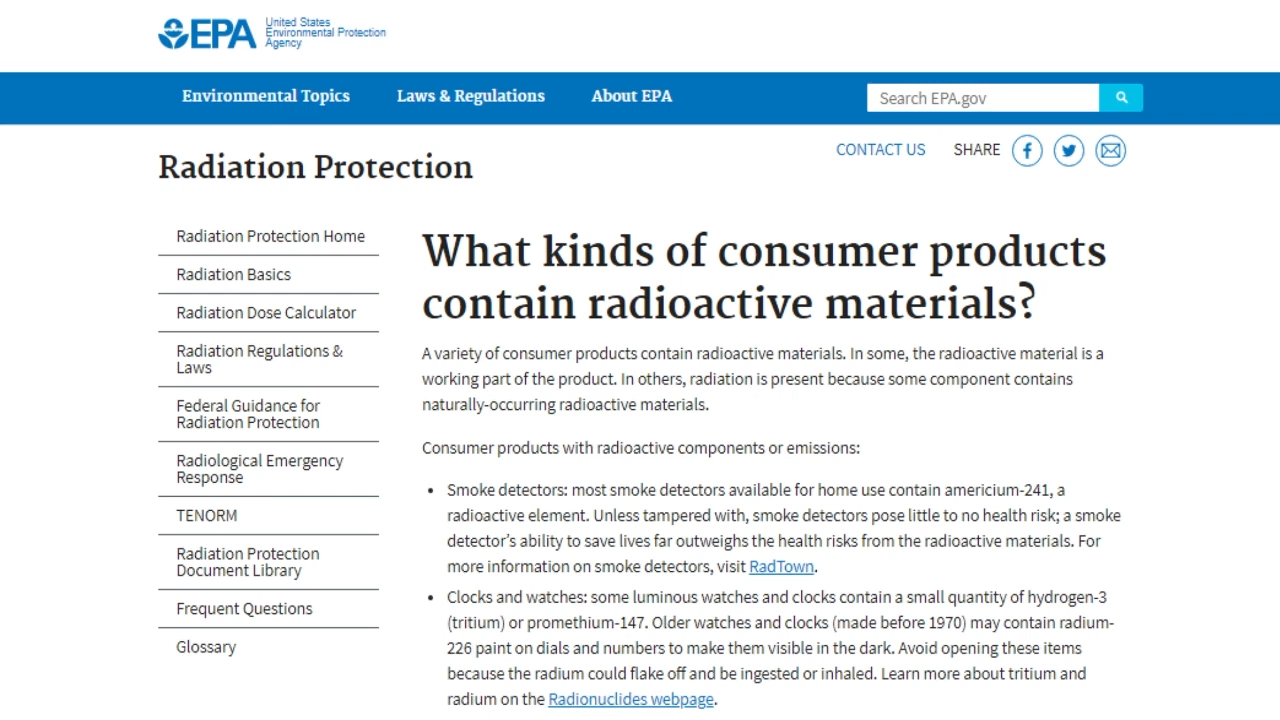 EPA
United States
Environmental Protection
Agency
Environmental Topics
Laws & Regulations
About EPA
Search EPA.gov
CONTACT US
SHARE
Radiation Protection
Radiation Protection Home
Radiation Basics
Radiation Dose Calculator
Radiation Regulations &
Laws
Federal Guidance for
Radiation Protection
Radiological Emergency
Response
TENORM
Radiation Protection
Document Library
Frequent Questions
Glossary
What kinds of consumer products
contain radioactive materials?
A variety of consumer products contain radioactive materials. In some, the radioactive material is a
working part of the product. In others, radiation is present because some component contains
naturally-occurring radioactive materials.
Consumer products with radioactive components or emissions:
• Smoke detectors: most smoke detectors available for home use contain americium-241, a
radioactive element. Unless tampered with, smoke detectors pose little to no health risk; a smoke
detector’s ability to save lives far outweighs the health risks from the radioactive materials. For
more information on smoke detectors, visit RadTown.
• Clocks and watches: some luminous watches and clocks contain a small quantity of hydrogen-3
(tritium) or promethium-147. Older watches and clocks (made before 1970) may contain radium-
226 paint on dials and numbers to make them visible in the dark. Avoid opening these items
because the radium could flake off and be ingested or inhaled. Learn more about tritium and
radium on the Radionuclides webpage.